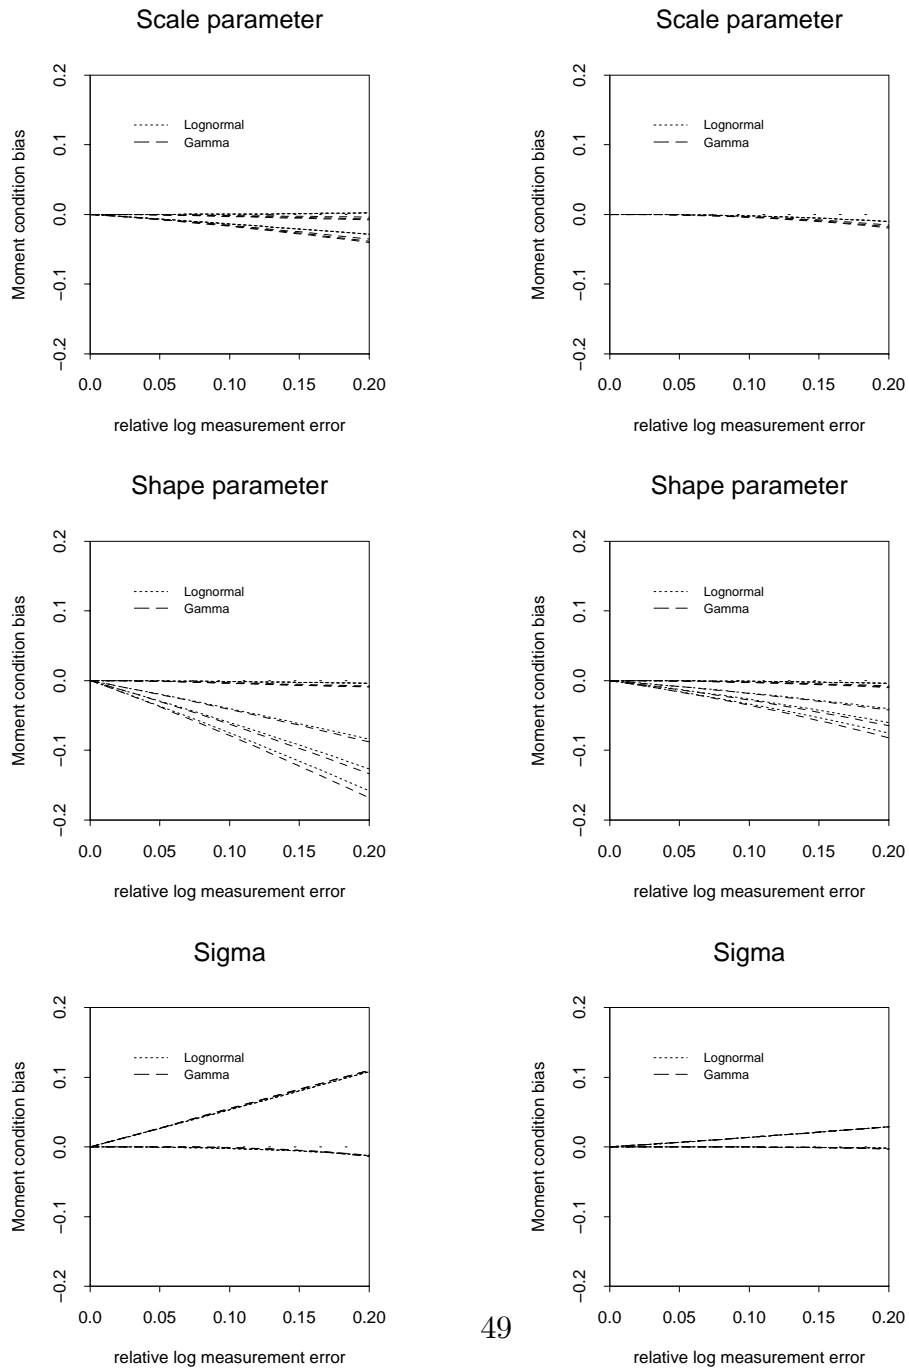 Scale parameter
Moment condition bias
0.2
0.1
0.0
−0.1
−0.2
Lognormal
Gamma
0.0 0.05 0.10 0.15 0.20
relative log measurement error
Scale parameter
Moment condition bias
0.2
0.1
0.0
−0.1
−0.2
Lognormal
Gamma
0.0 0.05 0.10 0.15 0.20
relative log measurement error
Shape parameter
Moment condition bias
0.2
0.1
0.0
−0.1
−0.2
Lognormal
Gamma
0.0 0.05 0.10 0.15 0.20
relative log measurement error
Shape parameter
Moment condition bias
0.2
0.1
0.0
−0.1
−0.2
Lognormal
Gamma
0.0 0.05 0.10 0.15 0.20
relative log measurement error
Sigma
Moment condition bias
0.2
0.1
0.0
−0.1
−0.2
Lognormal
Gamma
0.0 0.05 0.10 0.15 0.20
relative log measurement error
Sigma
Moment condition bias
0.2
0.1
0.0
−0.1
−0.2
Lognormal
Gamma
0.0 0.05 0.10 0.15 0.20
relative log measurement error
49